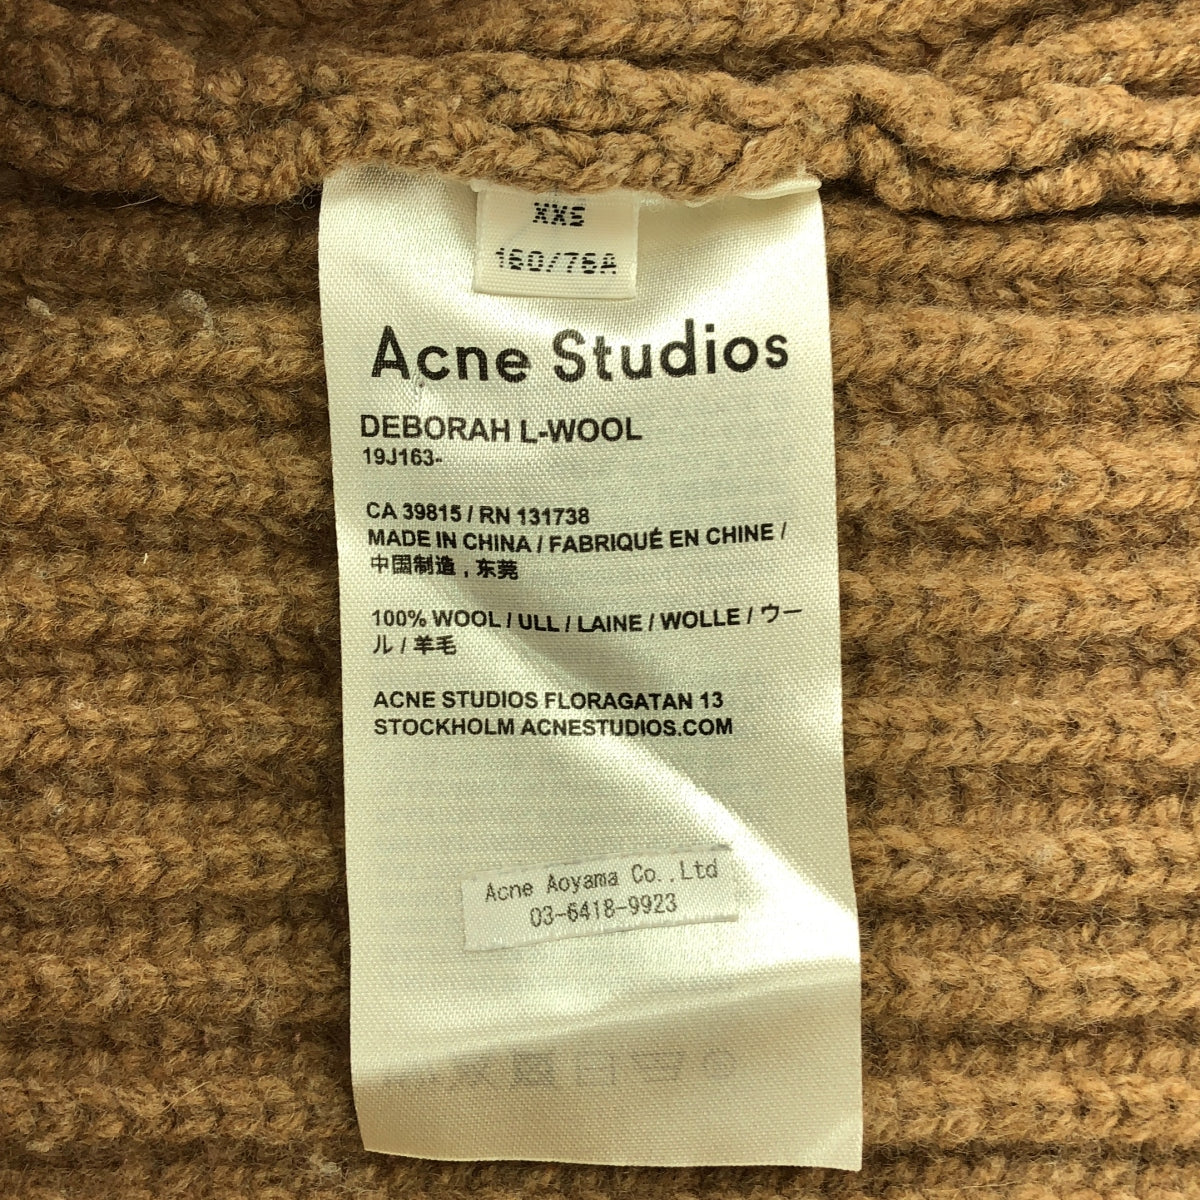 XXS
160/76A
Acne Studios
DEBORAH L-WOOL
19J163-
CA 39815 / RN 131738
MADE IN CHINA / FABRIQUÉ EN CHINE /
中国制造 , 东莞
100% WOOL / ULL / LAINE / WOLLE / ウー
ル / 羊毛
ACNE STUDIOS FLORAGATAN 13
STOCKHOLM ACNESTUDIOS.COM
Acne Aoyama Co.,Ltd
03-6418-9923